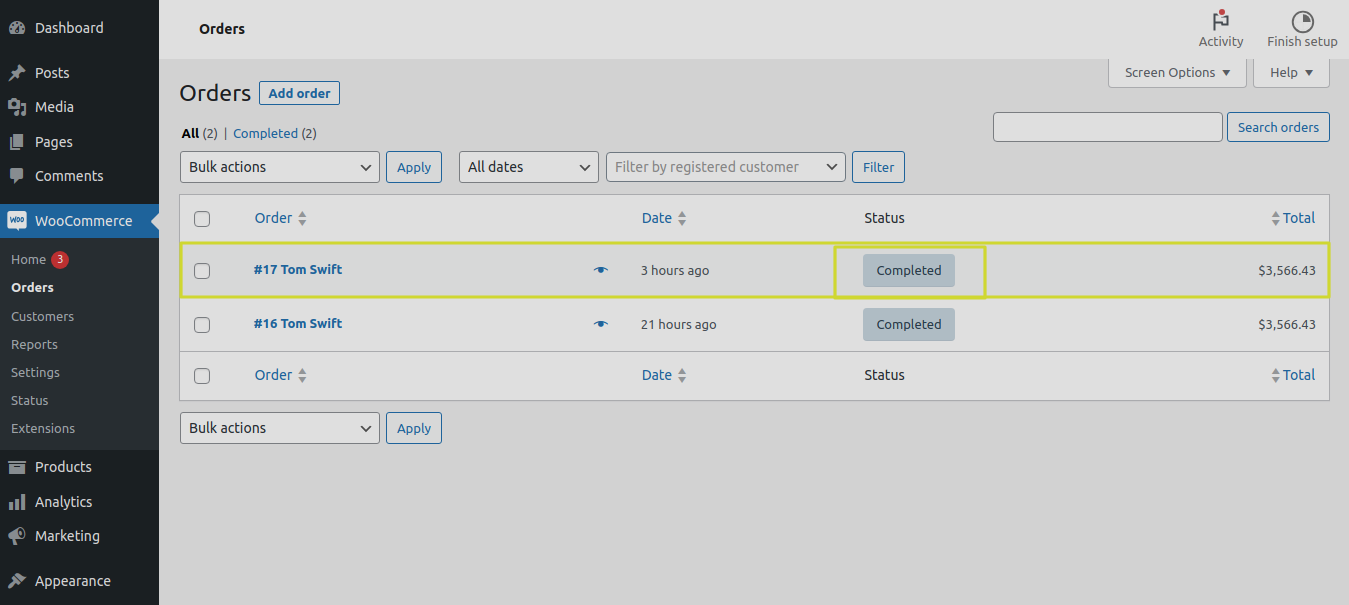 Dashboard
Posts
Media
Pages
Comments
WOO WooCommerce
Home 3
Orders
Customers
Reports
Settings
Status
Extensions
Products
Analytics
Marketing
Appearance
Orders
Activity
Finish setup
Screen Options
Help
Orders Add order
All (2) | Completed (2)
Search orders
Bulk actions Apply All dates Filter by registered customer Filter
Order Date Status Total
#17 Tom Swift 3 hours ago Completed $3,566.43
#16 Tom Swift 21 hours ago Completed $3,566.43
Order Date Status Total
Bulk actions Apply